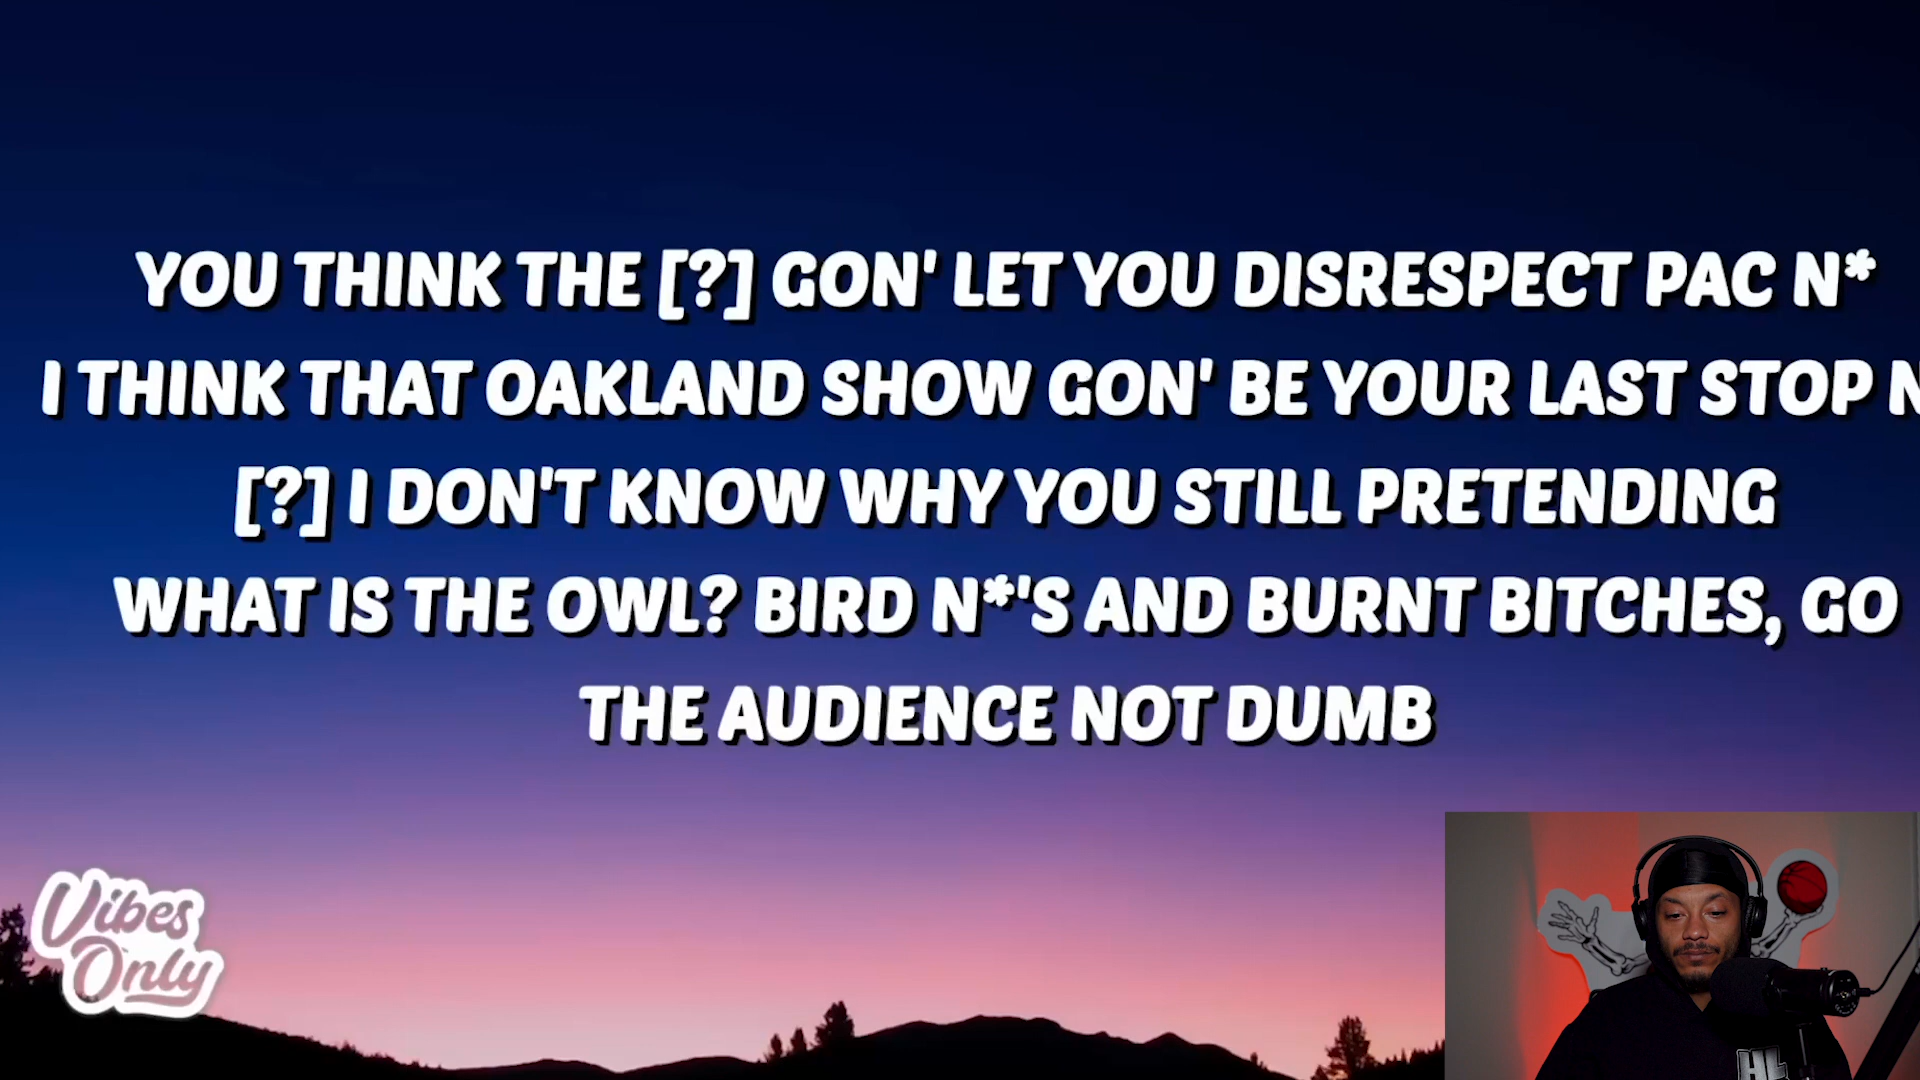 YOU THINK THE [?] GON' LET YOU DISRESPECT PAC N*
I THINK THAT OAKLAND SHOW GON' BE YOUR LAST STOP N
[?] I DON'T KNOW WHY YOU STILL PRETENDING
WHAT IS THE OWL? BIRD N*'S AND BURNT BITCHES, GO
THE AUDIENCE NOT DUMB
Vibes
Only
HL